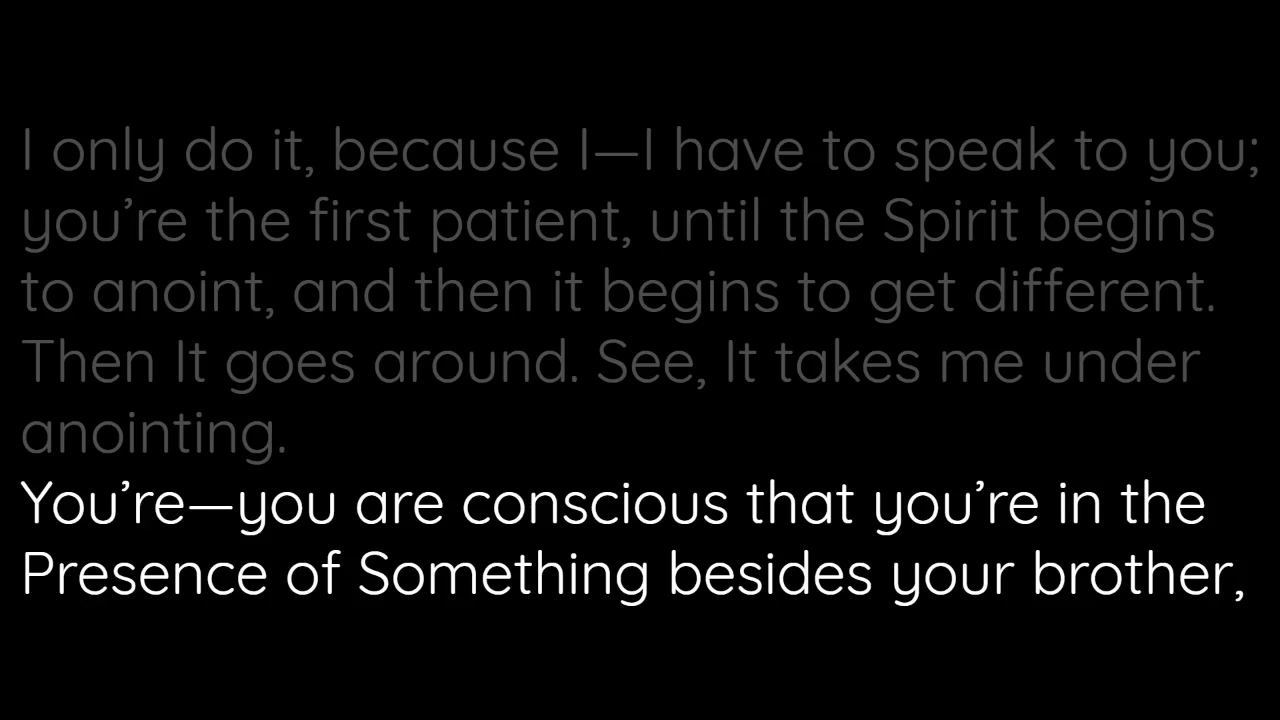 I only do it, because I—I have to speak to you;
you’re the first patient, until the Spirit begins
to anoint, and then it begins to get different.
Then It goes around. See, It takes me under
anointing.
You’re—you are conscious that you’re in the
Presence of Something besides your brother,